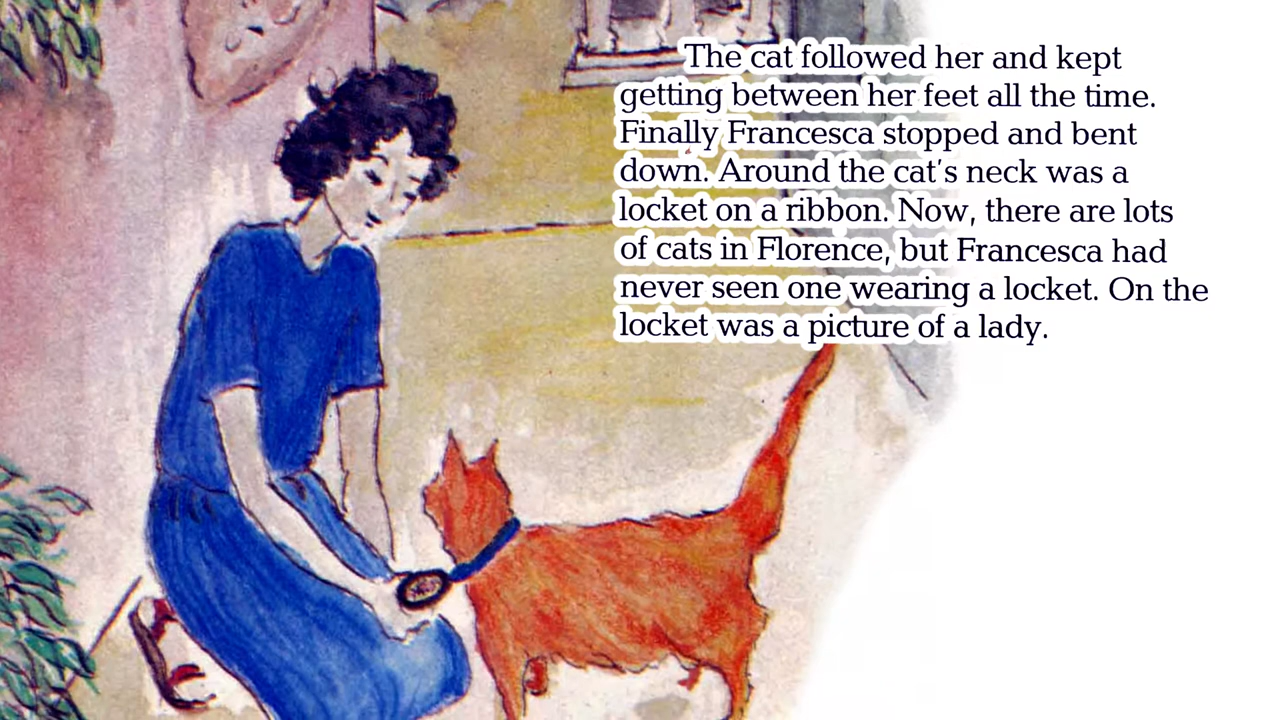 The cat followed her and kept
getting between her feet all the time.
Finally Francesca stopped and bent
down. Around the cat's neck was a
locket on a ribbon. Now, there are lots
of cats in Florence, but Francesca had
never seen one wearing a locket. On the
locket was a picture of a lady.